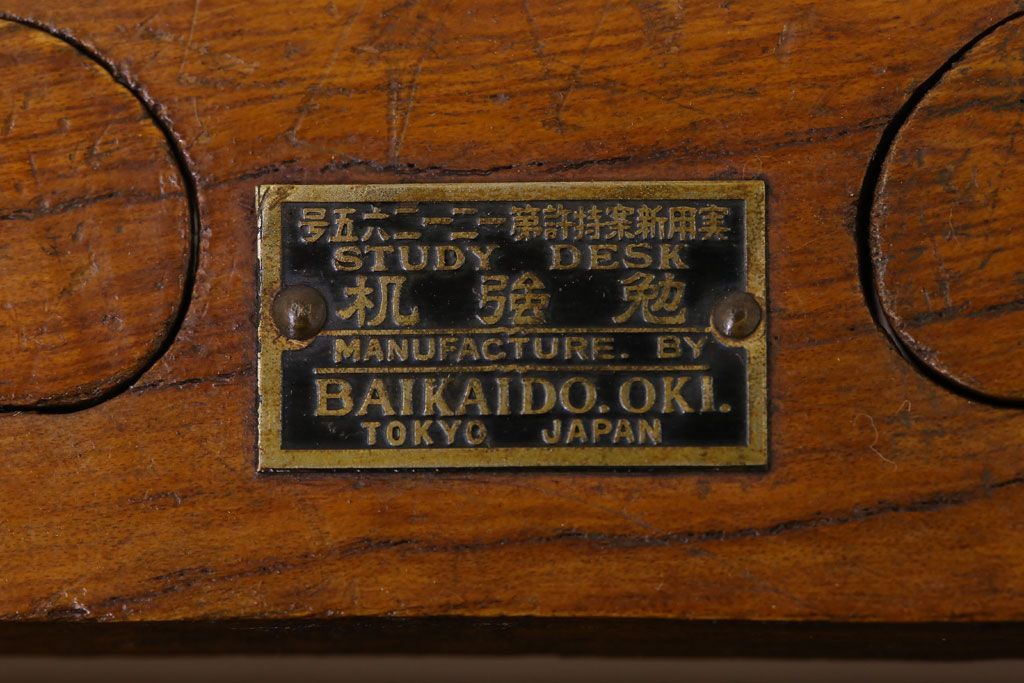 実用新案特許第一二一二六五号
STUDY DESK
勉強机
MANUFACTURE. BY
BAIKAIDO. OKI.
TOKYO JAPAN